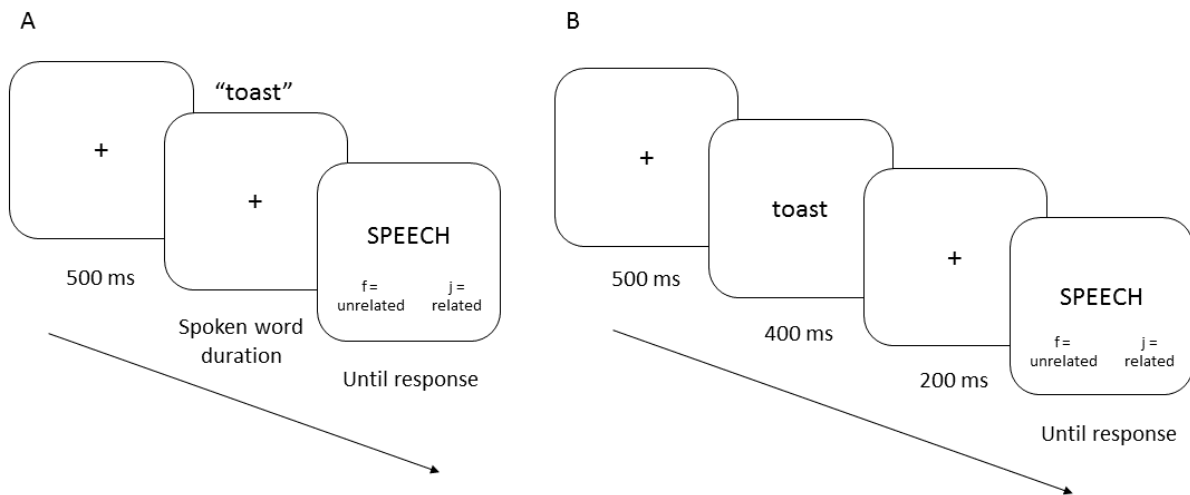 A
“toast”
+
+
SPEECH
f =
unrelated
j =
related
500 ms
Spoken word
duration
Until response
B
+
toast
+
SPEECH
f =
unrelated
j =
related
500 ms
400 ms
200 ms
Until response